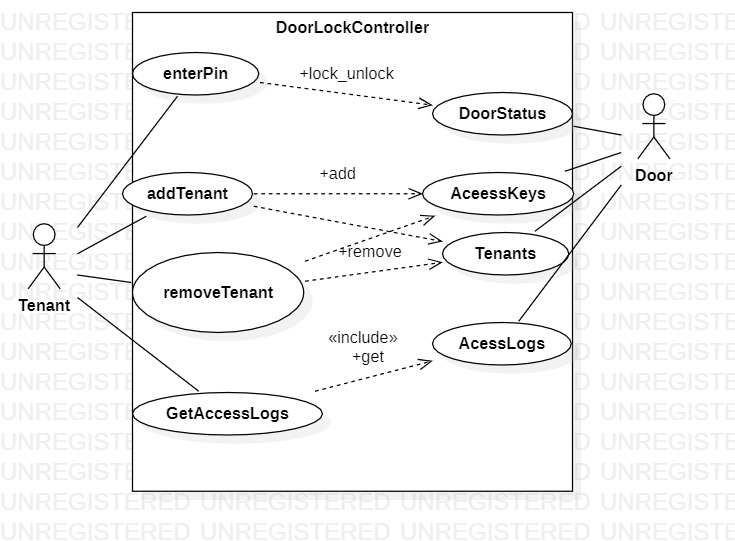 DoorLockController
enterPin
+lock_unlock
DoorStatus
Door
+add
addTenant
AceessKeys
+remove
Tenants
Tenant
removeTenant
«include»
+get
AcessLogs
GetAccessLogs
UNREGISTERED UNREGISTERED UNREGISTERED UNREGISTERED